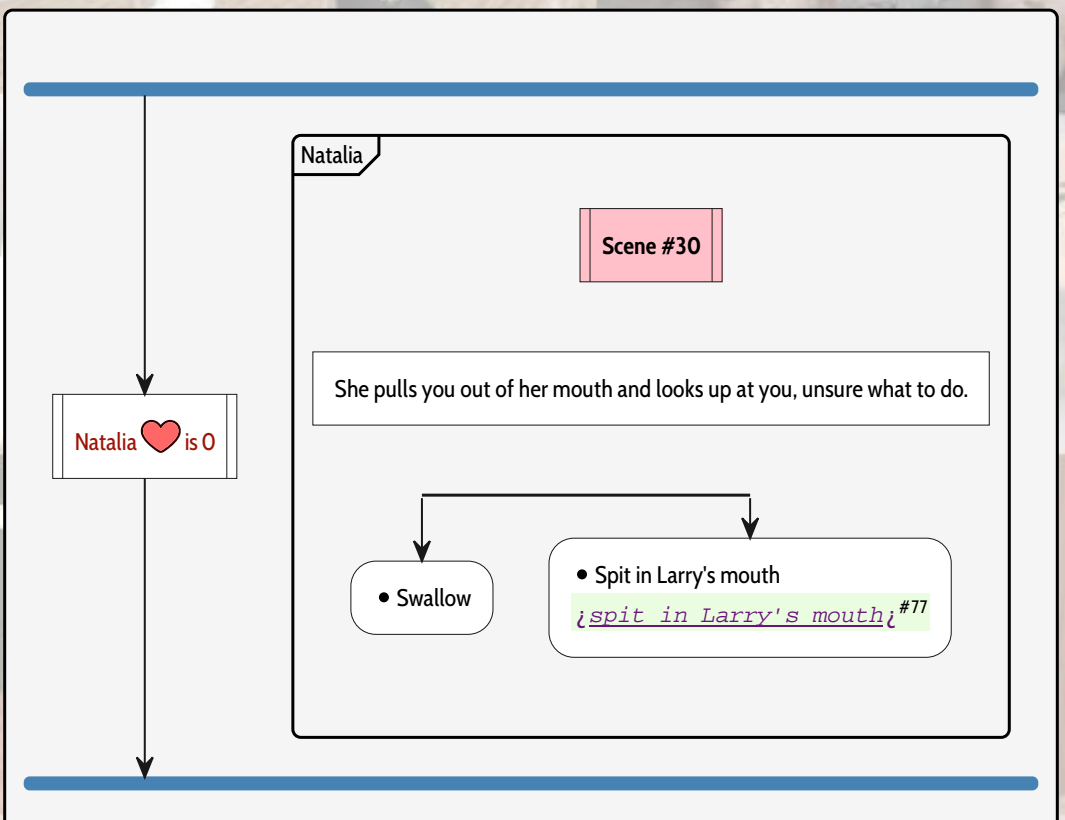 Natalia
Scene #30
She pulls you out of her mouth and looks up at you, unsure what to do.
Natalia is 0
• Swallow
• Spit in Larry's mouth
¿spit in Larry's mouth¿#77